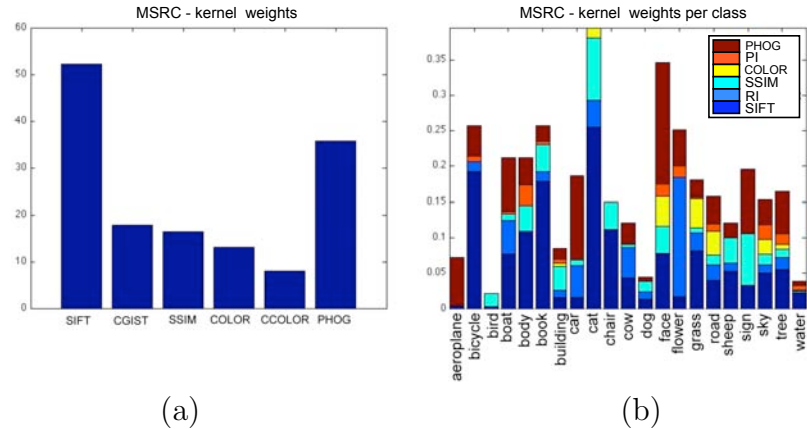 MSRC - kernel weights
60
50
40
30
20
10
0
SIFT CGIST SSIM COLOR CCOLOR PHOG
(a)
MSRC - kernel weights per class
0.35
0.3
0.25
0.2
0.15
0.1
0.05
0
PHOG
PI
COLOR
SSIM
RI
SIFT
aeroplane
bicycle
bird
boat
body
book
building
car
cat
chair
cow
dog
face
flower
grass
road
sheep
sign
sky
tree
water
(b)